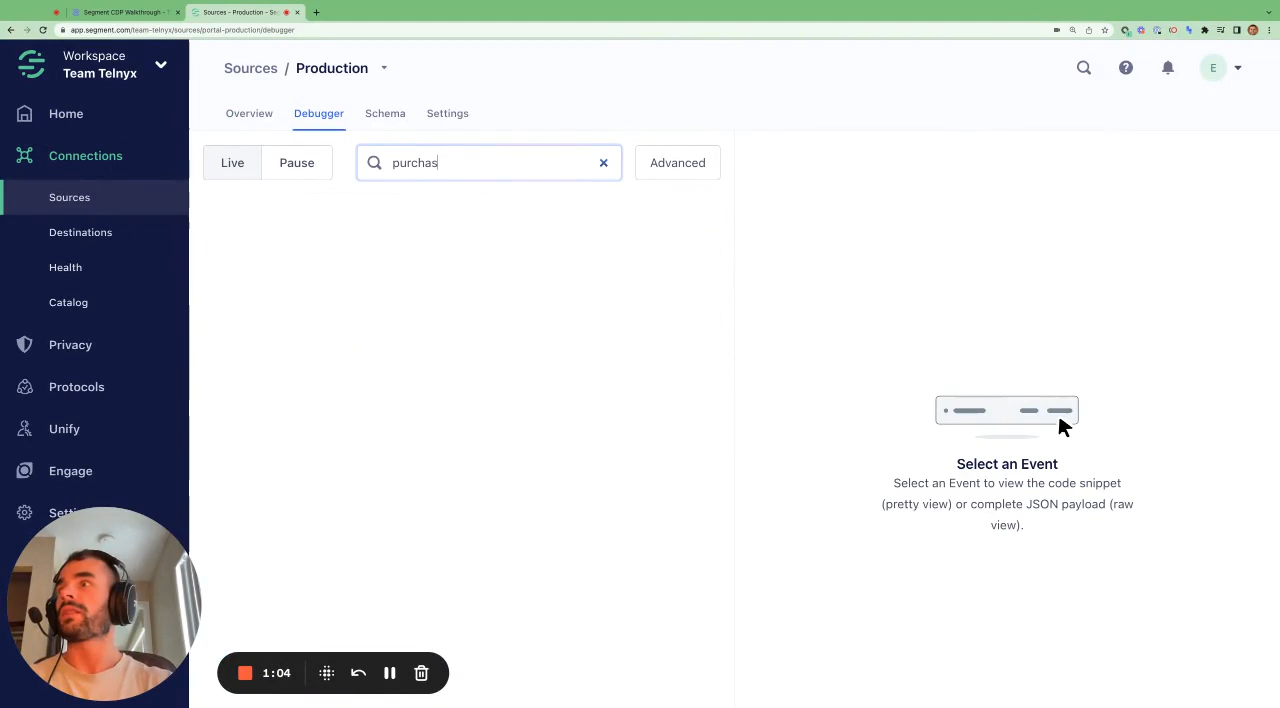 Segment CDP Walkthrough - T
Sources - Production - Se
app.segment.com/team-telnyx/sources/portal-production/debugger
Workspace
Team Telnyx
Sources / Production
E
Home
Overview
Debugger
Schema
Settings
Connections
Live
Pause
purchas
Advanced
Sources
Destinations
Health
Catalog
Privacy
Protocols
Unify
Engage
Select an Event
Select an Event to view the code snippet
(pretty view) or complete JSON payload (raw
view).
1:04